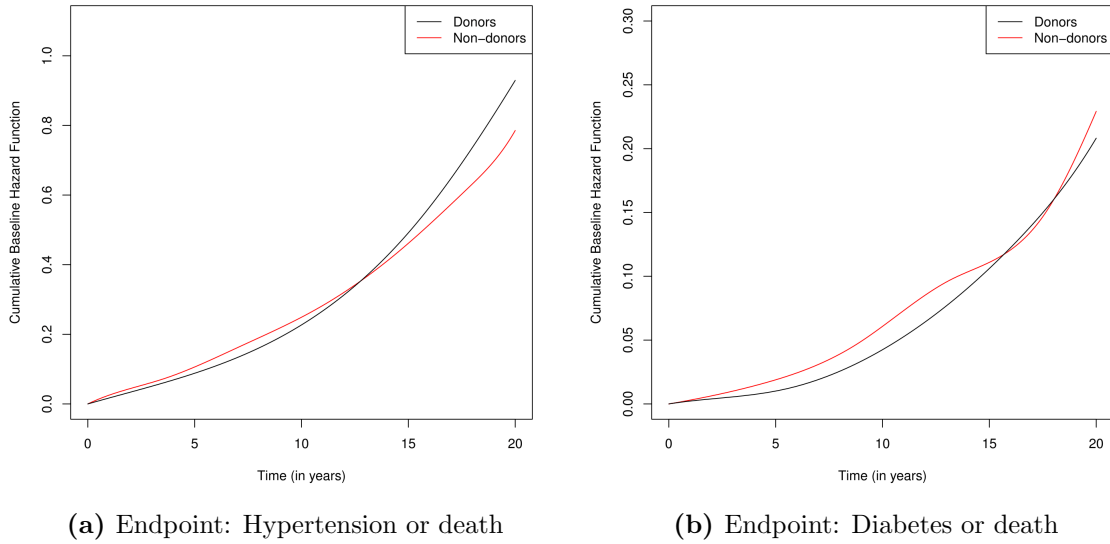 Donors
Non−donors
Cumulative Baseline Hazard Function
0.0
0.2
0.4
0.6
0.8
1.0
0
5
10
15
20
Time (in years)
(a) Endpoint: Hypertension or death
Donors
Non−donors
Cumulative Baseline Hazard Function
0.00
0.05
0.10
0.15
0.20
0.25
0.30
0
5
10
15
20
Time (in years)
(b) Endpoint: Diabetes or death